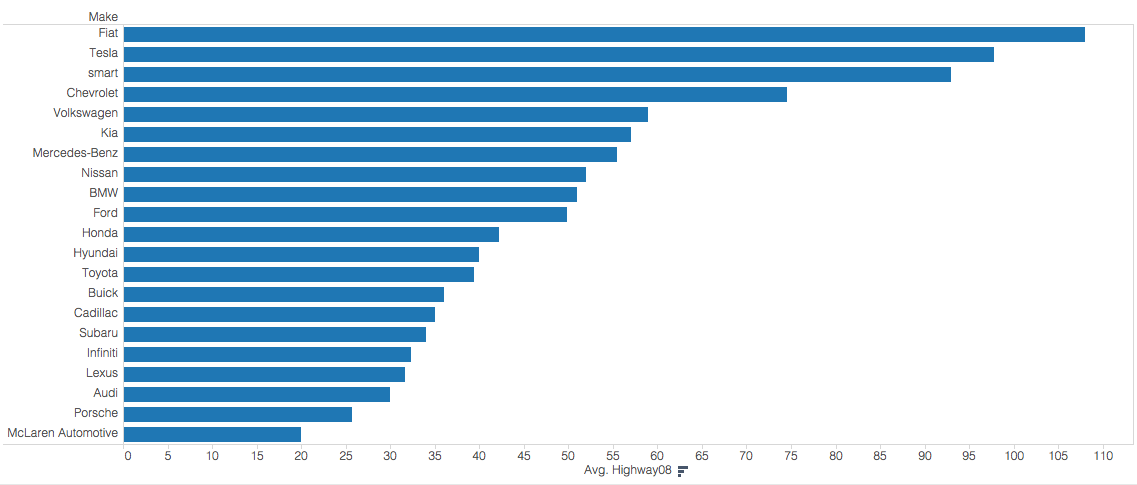 Make
Fiat
Tesla
smart
Chevrolet
Volkswagen
Kia
Mercedes-Benz
Nissan
BMW
Ford
Honda
Hyundai
Toyota
Buick
Cadillac
Subaru
Infiniti
Lexus
Audi
Porsche
McLaren Automotive
0 5 10 15 20 25 30 35 40 45 50 55 60 65 70 75 80 85 90 95 100 105 110
Avg. Highway08